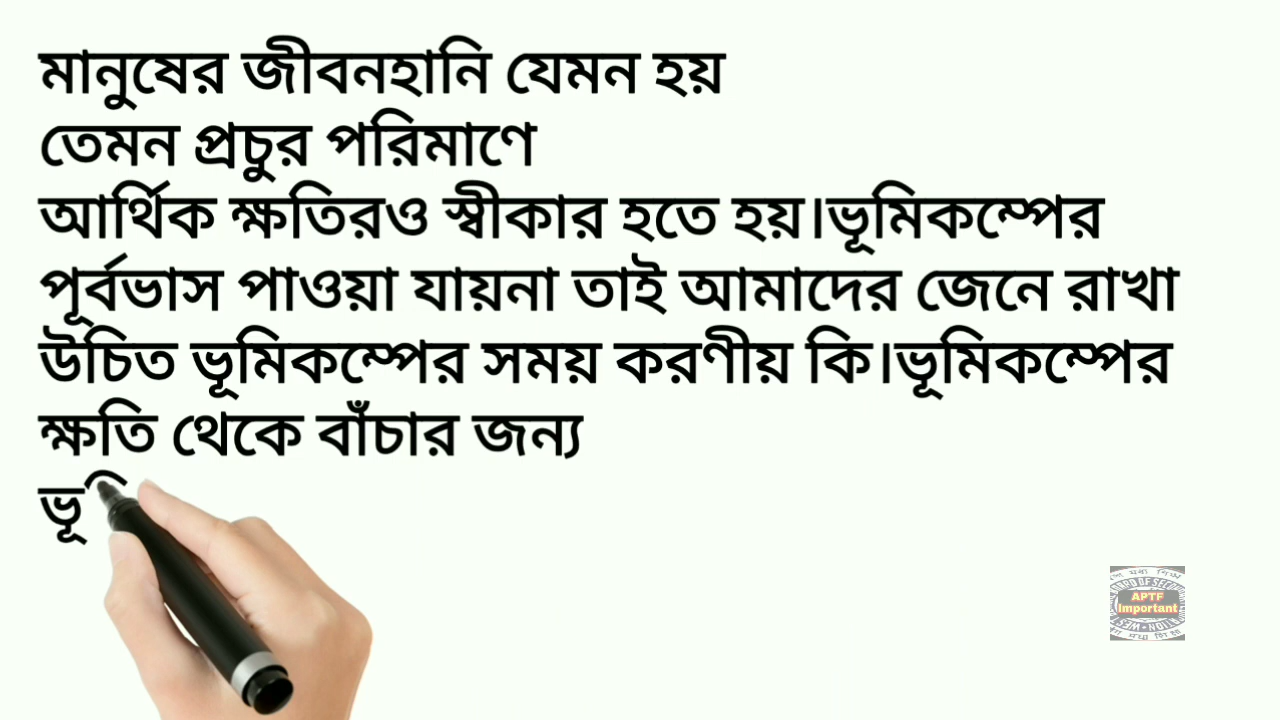 মানুষের জীবনহানি যেমন হয়
তেমন প্রচুর পরিমাণে
আর্থিক ক্ষতিরও স্বীকার হতে হয়।ভূমিকম্পের
পূর্বভাস পাওয়া যায়না তাই আমাদের জেনে রাখা
উচিত ভূমিকম্পের সময় করণীয় কি।ভূমিকম্পের
ক্ষতি থেকে বাঁচার জন্য
ভূ
APTF
Important